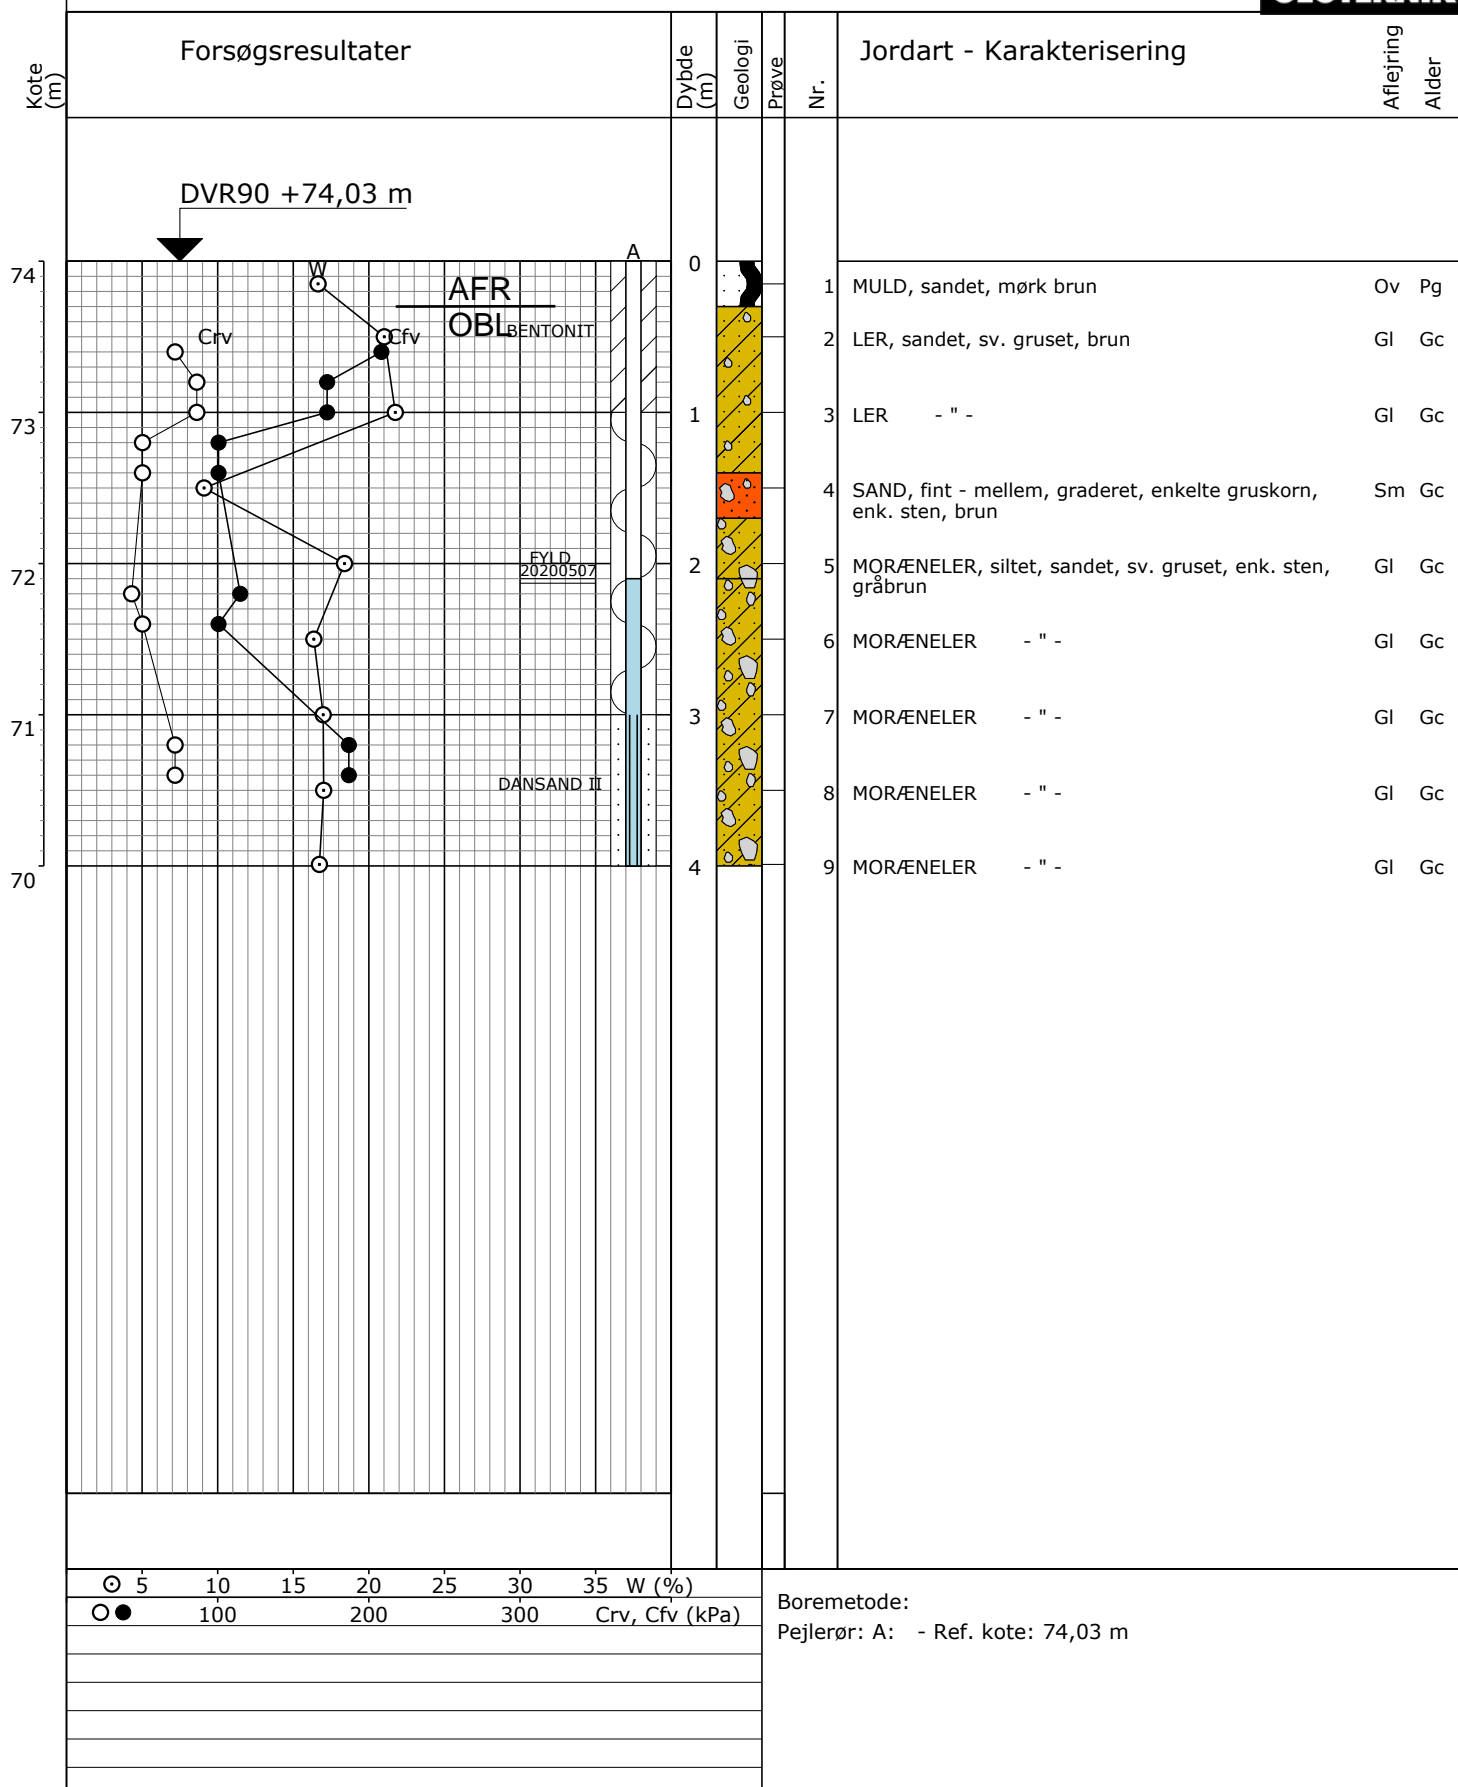 Forsøgsresultater
Kote (m)
Dybde (m)
Geologi
Prøve
Nr.
Jordart - Karakterisering
Aflejring
Alder
DVR90 +74,03 m
A
0
74
W
AFR
1 MULD, sandet, mørk brun Ov Pg
OBL
BENTONIT
Crv
Cfv
2 LER, sandet, sv. gruset, brun Gl Gc
73
1
3 LER - " - Gl Gc
4 SAND, fint - mellem, graderet, enkelte gruskorn, Sm Gc
enk. sten, brun
FYLD
20200507
72
2
5 MORÆNELER, siltet, sandet, sv. gruset, enk. sten, Gl Gc
gråbrun
6 MORÆNELER - " - Gl Gc
71
3
7 MORÆNELER - " - Gl Gc
DANSAND II
8 MORÆNELER - " - Gl Gc
70
4
9 MORÆNELER - " - Gl Gc
5 10 15 20 25 30 35 W (%)
100 200 300 Crv, Cfv (kPa)
Boremetode:
Pejlerør: A: - Ref. kote: 74,03 m